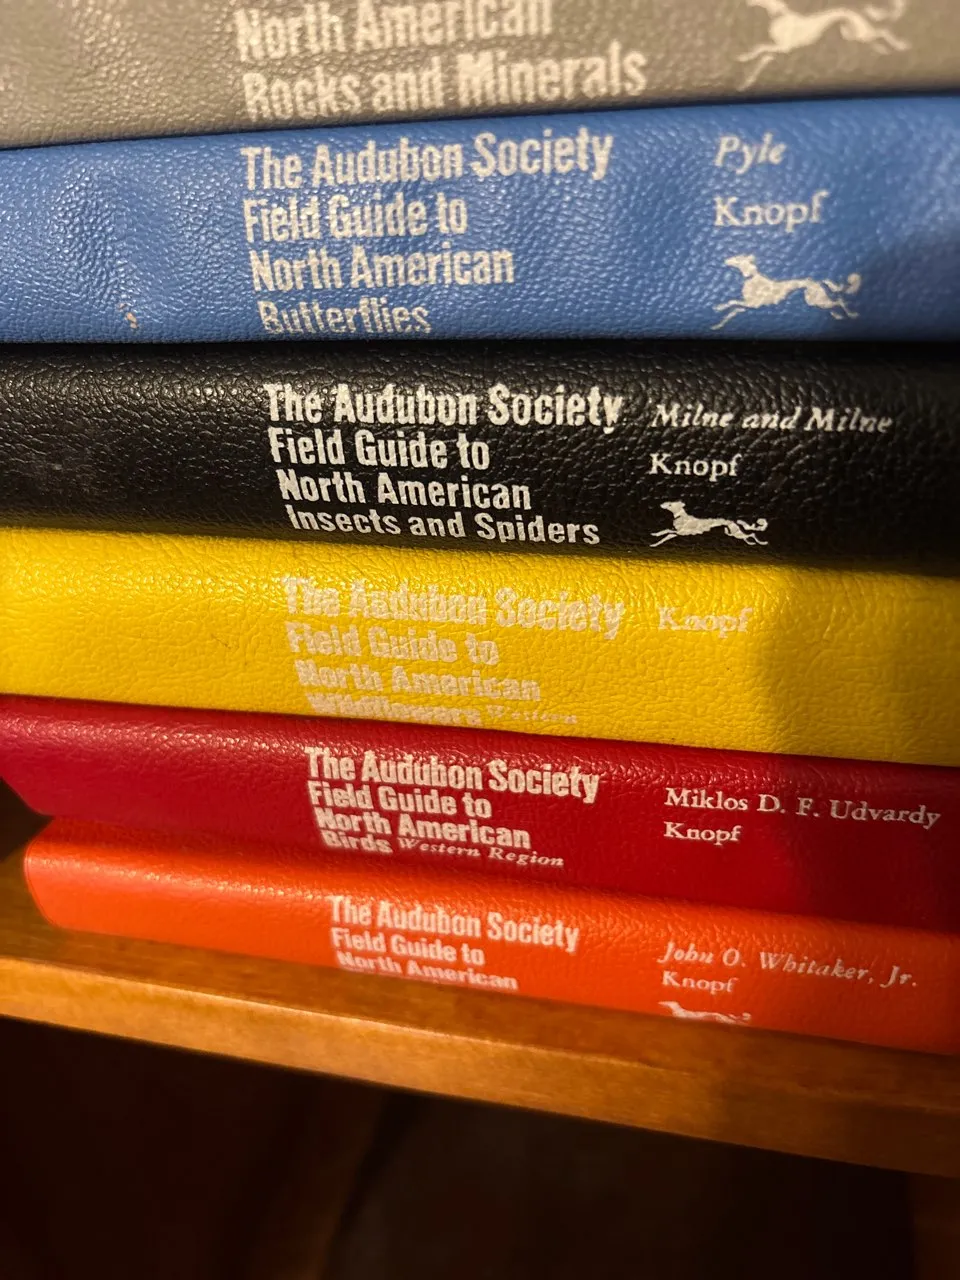 North American
Rocks and Minerals
The Audubon Society
Field Guide to
North American
Butterflies
Pyle
Knopf
The Audubon Society
Field Guide to
North American
Insects and Spiders
Milne and Milne
Knopf
The Audubon Society
Field Guide to
North American
Wildflowers Western
Knopf
The Audubon Society
Field Guide to
North American
Birds Western Region
Miklos D. F. Udvardy
Knopf
The Audubon Society
Field Guide to
North American
John O. Whitaker, Jr.
Knopf